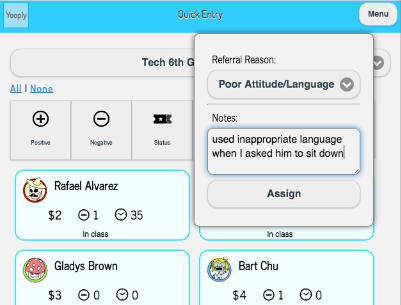 Yooply
Quick Entry
Menu
Tech 6th G
All | None
Positive
Negative
Status
Referral Reason:
Poor Attitude/Language
Notes:
used inappropriate language
when I asked him to sit down
Assign
Rafael Alvarez
$2 1 35
In class
In class
Gladys Brown
$3 0 0
Bart Chu
$4 1 0